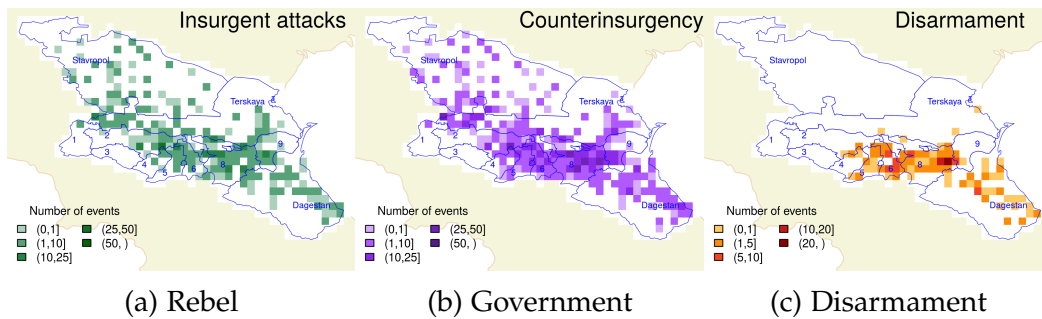 Insurgent attacks
Stavropol
Terskaya
1
2
3
4
5
6
8
9
Dagestan
Number of events
(0,1] (25,50]
(1,10] (50, )
(10,25]
(a) Rebel
Counterinsurgency
Stavropol
Terskaya
1
2
3
4
5
6
8
9
Dagestan
Number of events
(0,1] (25,50]
(1,10] (50, )
(10,25]
(b) Government
Disarmament
Stavropol
Terskaya
1
2
3
4
5
6
8
9
Dagestan
Number of events
(0,1] (10,20]
(1,5] (20, )
(5,10]
(c) Disarmament